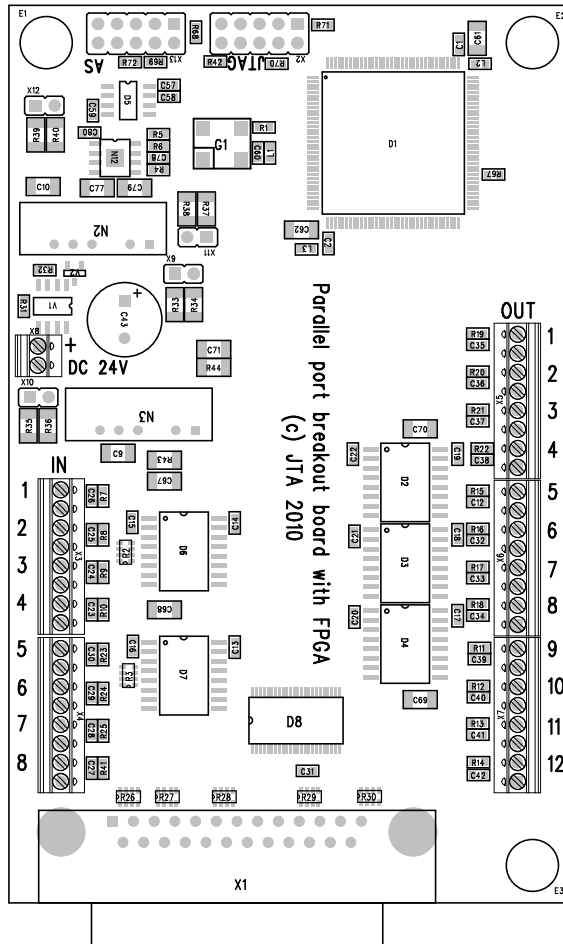 E1
E2
R68
R71
X13
R69
R72
AS
R42
JTAG
R70
X2
C1
C61
L2
D5
C57
C58
C59
X12
R39
R40
C80
N12
R5
R6
C78
R4
G1
R1
C60
L1
D1
R67
C10
C77
C79
R38
R37
N2
X11
C62
L3
C2
R32
V2
X9
R31
V1
R33
R34
C43
+
X8
+
DC 24V
C71
R44
X10
R35
R36
N3
C6
R43
C67
Parallel port breakout board with FPGA
(c) JTA 2010
OUT
1
2
3
4
5
6
7
8
9
10
11
12
R19
C35
R20
C36
R21
C37
R22
C38
X5
R15
C12
R16
C32
R17
C33
R18
C34
X6
R11
C39
R12
C40
R13
C41
R14
C42
X7
C70
C22
C19
D2
C21
C18
D3
C20
C17
D4
C69
IN
1
2
3
4
5
6
7
8
C26
R7
C25
R8
X3
C24
R9
C23
R10
C30
R23
C29
R24
X4
C28
R25
C27
R41
C15
C14
R2
D6
C68
C16
C13
R3
D7
D8
C31
R26
R27
R28
R29
R30
X1
E3